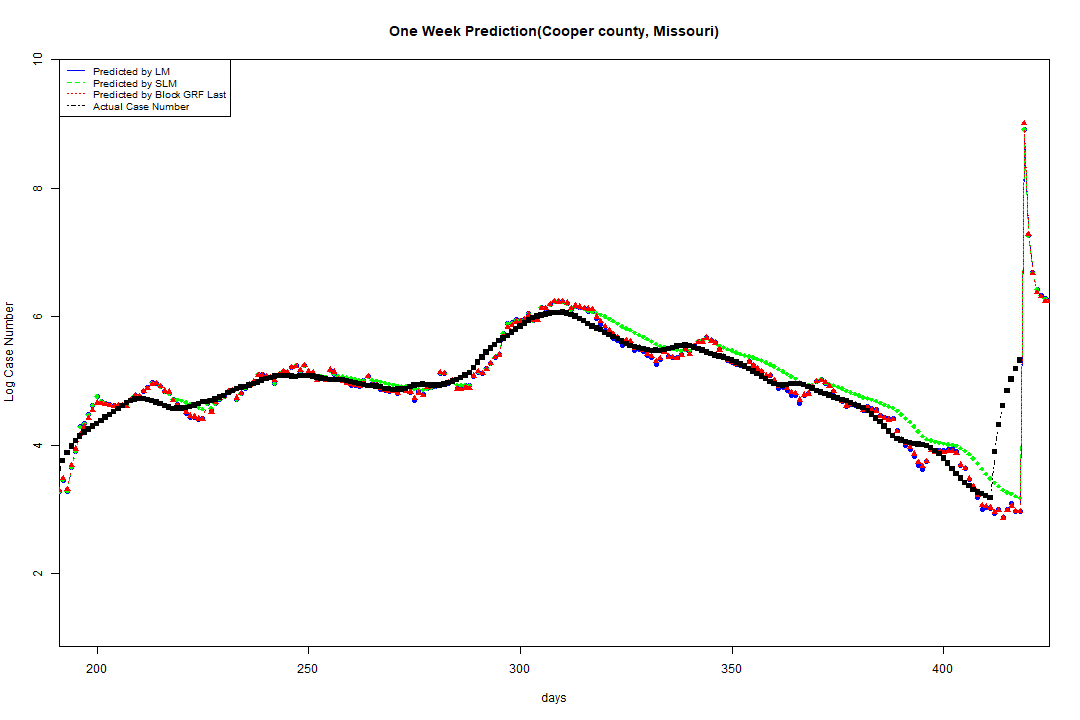 One Week Prediction(Cooper county, Missouri)
Predicted by LM
Predicted by SLM
Predicted by Block GRF Last
Actual Case Number
Log Case Number
10
8
6
4
2
200 250 300 350 400
days